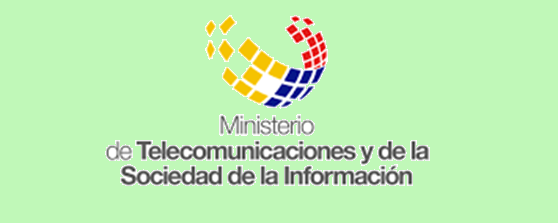 Ministerio
de Telecomunicaciones y de la
Sociedad de la Información